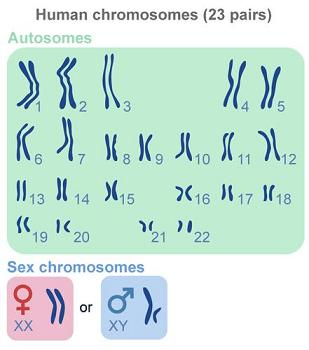 Human chromosomes (23 pairs)
Autosomes
1 2 3 4 5
6 7 8 9 10 11 12
13 14 15 16 17 18
19 20 21 22
Sex chromosomes
XX or XY